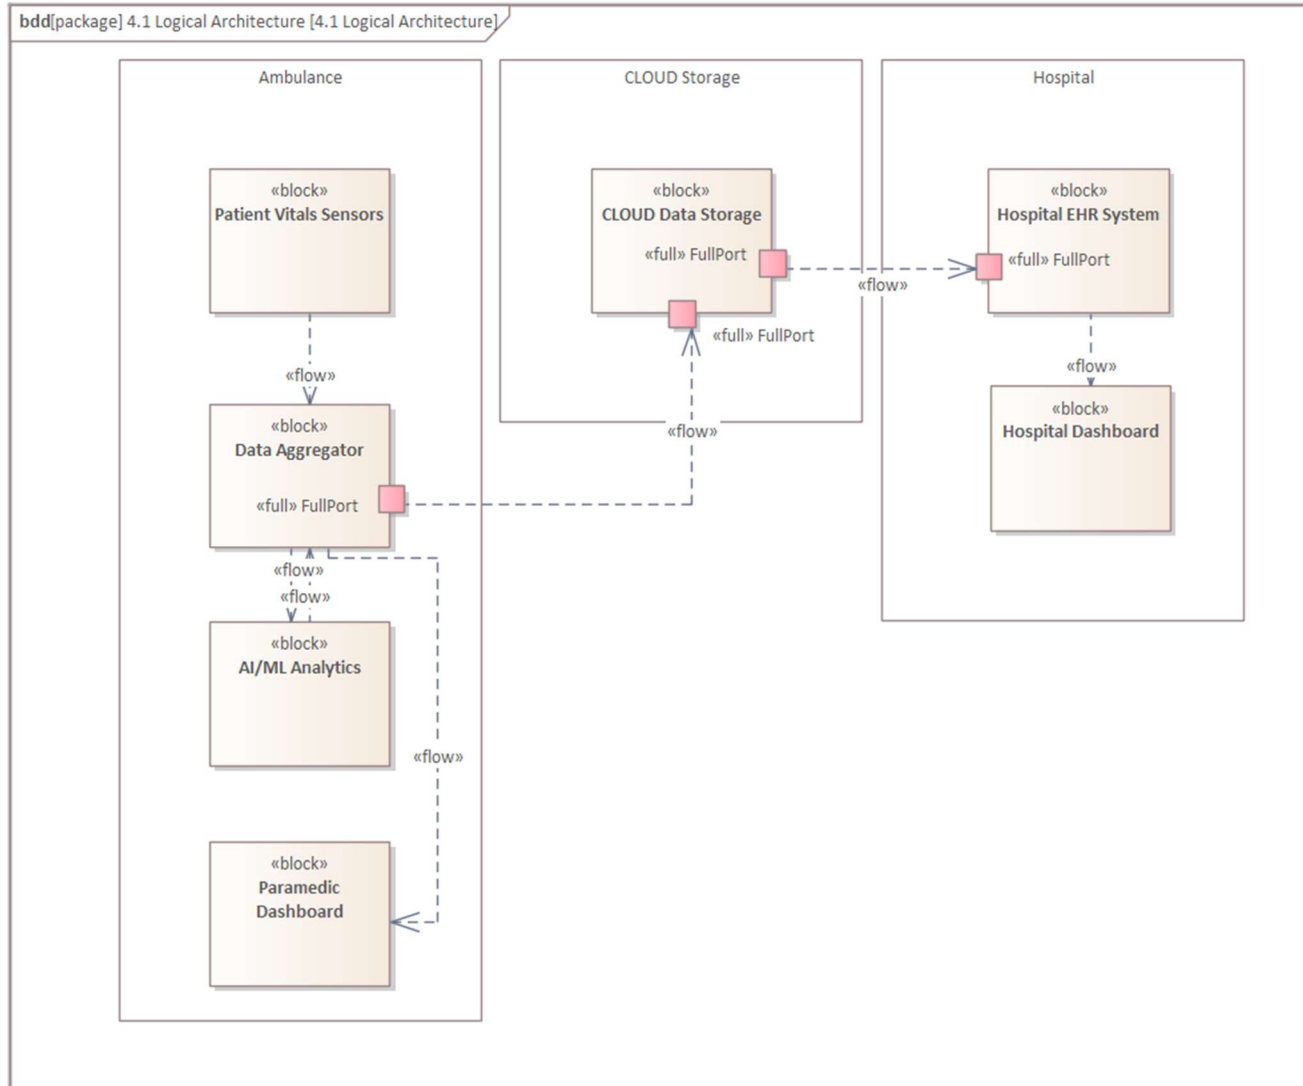 bdd[package] 4.1 Logical Architecture [4.1 Logical Architecture]
Ambulance
«block»
Patient Vitals Sensors
«flow»
«block»
Data Aggregator
«full» FullPort
«flow»
«flow»
«block»
AI/ML Analytics
«flow»
«block»
Paramedic
Dashboard
CLOUD Storage
«block»
CLOUD Data Storage
«full» FullPort
«full» FullPort
«flow»
«flow»
Hospital
«block»
Hospital EHR System
«full» FullPort
«flow»
«block»
Hospital Dashboard